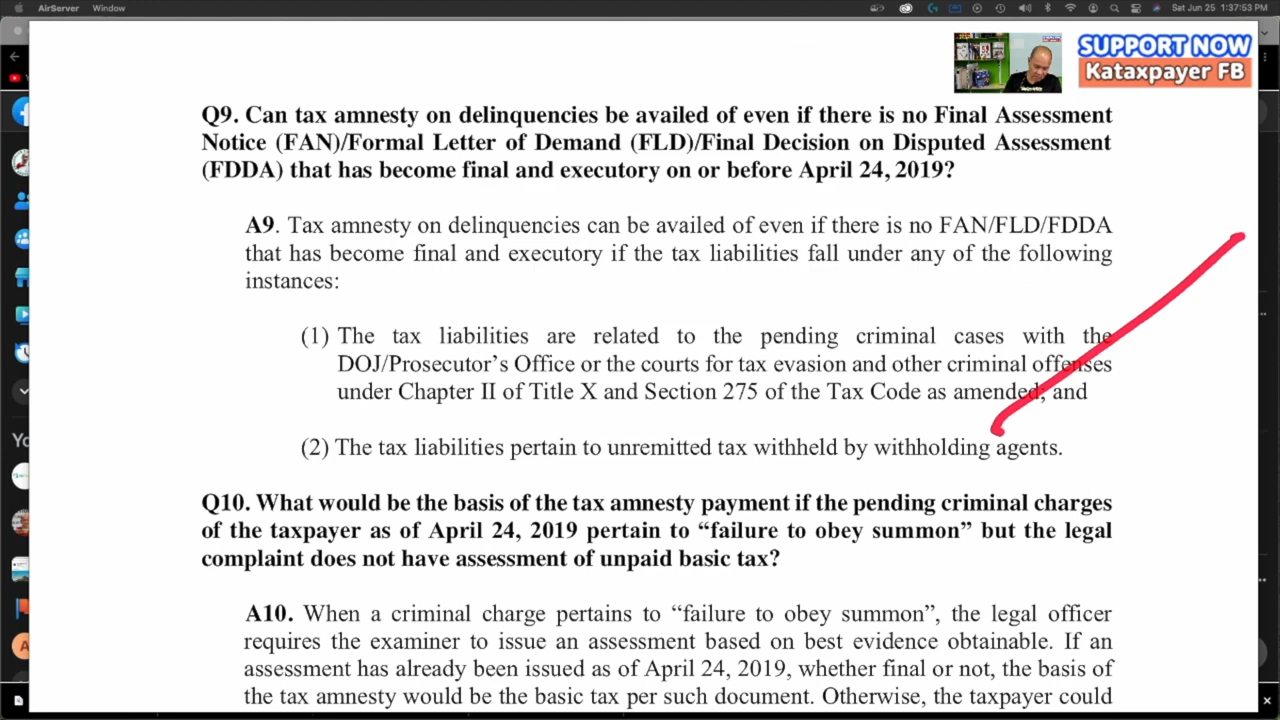 AirServer Window Sat Jun 25 1:37:53 PM
SUPPORT NOW
Kataxpayer FB
Q9. Can tax amnesty on delinquencies be availed of even if there is no Final Assessment
Notice (FAN)/Formal Letter of Demand (FLD)/Final Decision on Disputed Assessment
(FDDA) that has become final and executory on or before April 24, 2019?
A9. Tax amnesty on delinquencies can be availed of even if there is no FAN/FLD/FDDA
that has become final and executory if the tax liabilities fall under any of the following
instances:
(1) The tax liabilities are related to the pending criminal cases with the
DOJ/Prosecutor's Office or the courts for tax evasion and other criminal offenses
under Chapter II of Title X and Section 275 of the Tax Code as amended; and
(2) The tax liabilities pertain to unremitted tax withheld by withholding agents.
Yo
Q10. What would be the basis of the tax amnesty payment if the pending criminal charges
of the taxpayer as of April 24, 2019 pertain to “failure to obey summon” but the legal
complaint does not have assessment of unpaid basic tax?
A10. When a criminal charge pertains to “failure to obey summon”, the legal officer
requires the examiner to issue an assessment based on best evidence obtainable. If an
assessment has already been issued as of April 24, 2019, whether final or not, the basis of
the tax amnesty would be the basic tax per such document. Otherwise, the taxpayer could